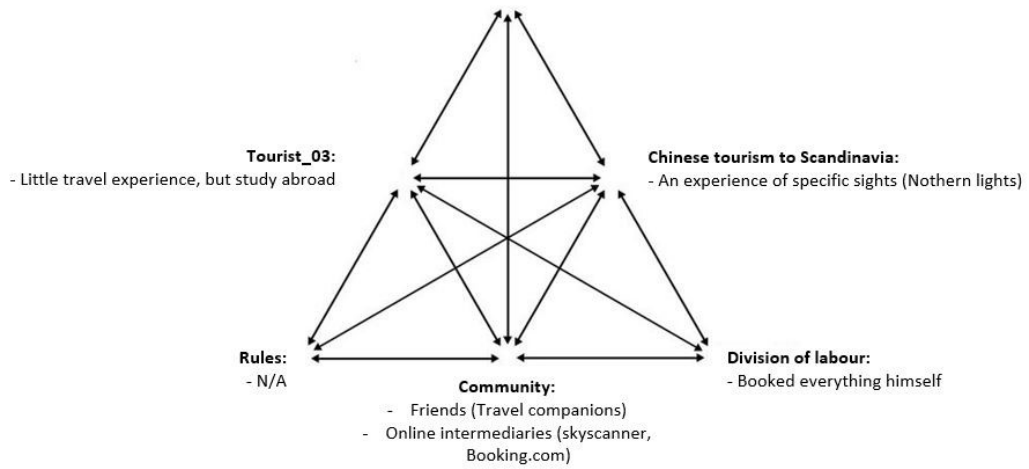 Tourist_03:
- Little travel experience, but study abroad
Chinese tourism to Scandinavia:
- An experience of specific sights (Nothern lights)
Rules:
- N/A
Community:
- Friends (Travel companions)
- Online intermediaries (skyscanner,
Booking.com)
Division of labour:
- Booked everything himself